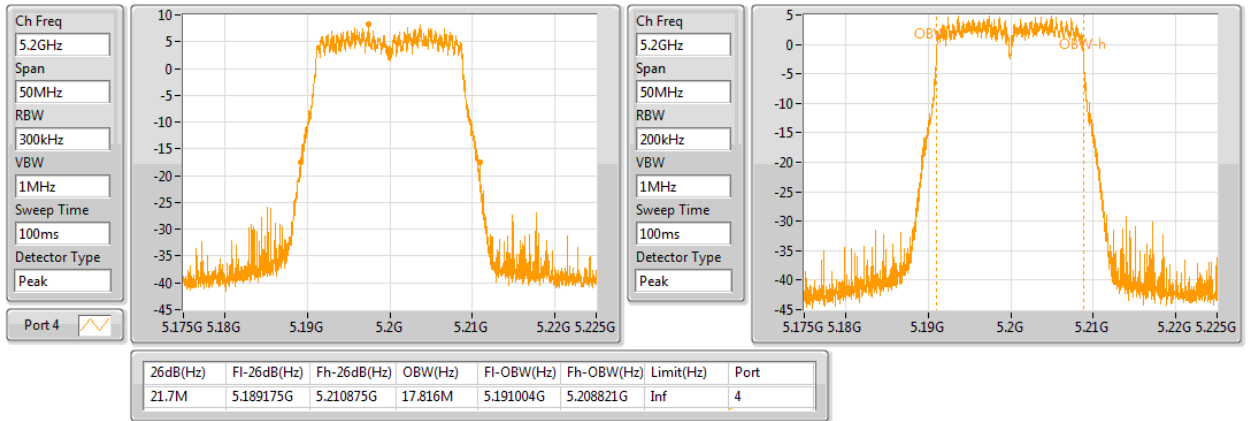 Ch Freq
5.2GHz
Span
50MHz
RBW
300kHz
VBW
1MHz
Sweep Time
100ms
Detector Type
Peak
Port 4
10
5
0
-5
-10
-15
-20
-25
-30
-35
-40
-45
5.175G 5.18G 5.19G 5.2G 5.21G 5.22G 5.225G
Ch Freq
5.2GHz
Span
50MHz
RBW
200kHz
VBW
1MHz
Sweep Time
100ms
Detector Type
Peak
5
0
-5
-10
-15
-20
-25
-30
-35
-40
-45
OBW-h
5.175G 5.18G 5.19G 5.2G 5.21G 5.22G 5.225G
26dB(Hz) Fl-26dB(Hz) Fh-26dB(Hz) OBW(Hz) Fl-OBW(Hz) Fh-OBW(Hz) Limit(Hz) Port
21.7M 5.189175G 5.210875G 17.816M 5.191004G 5.208821G Inf 4